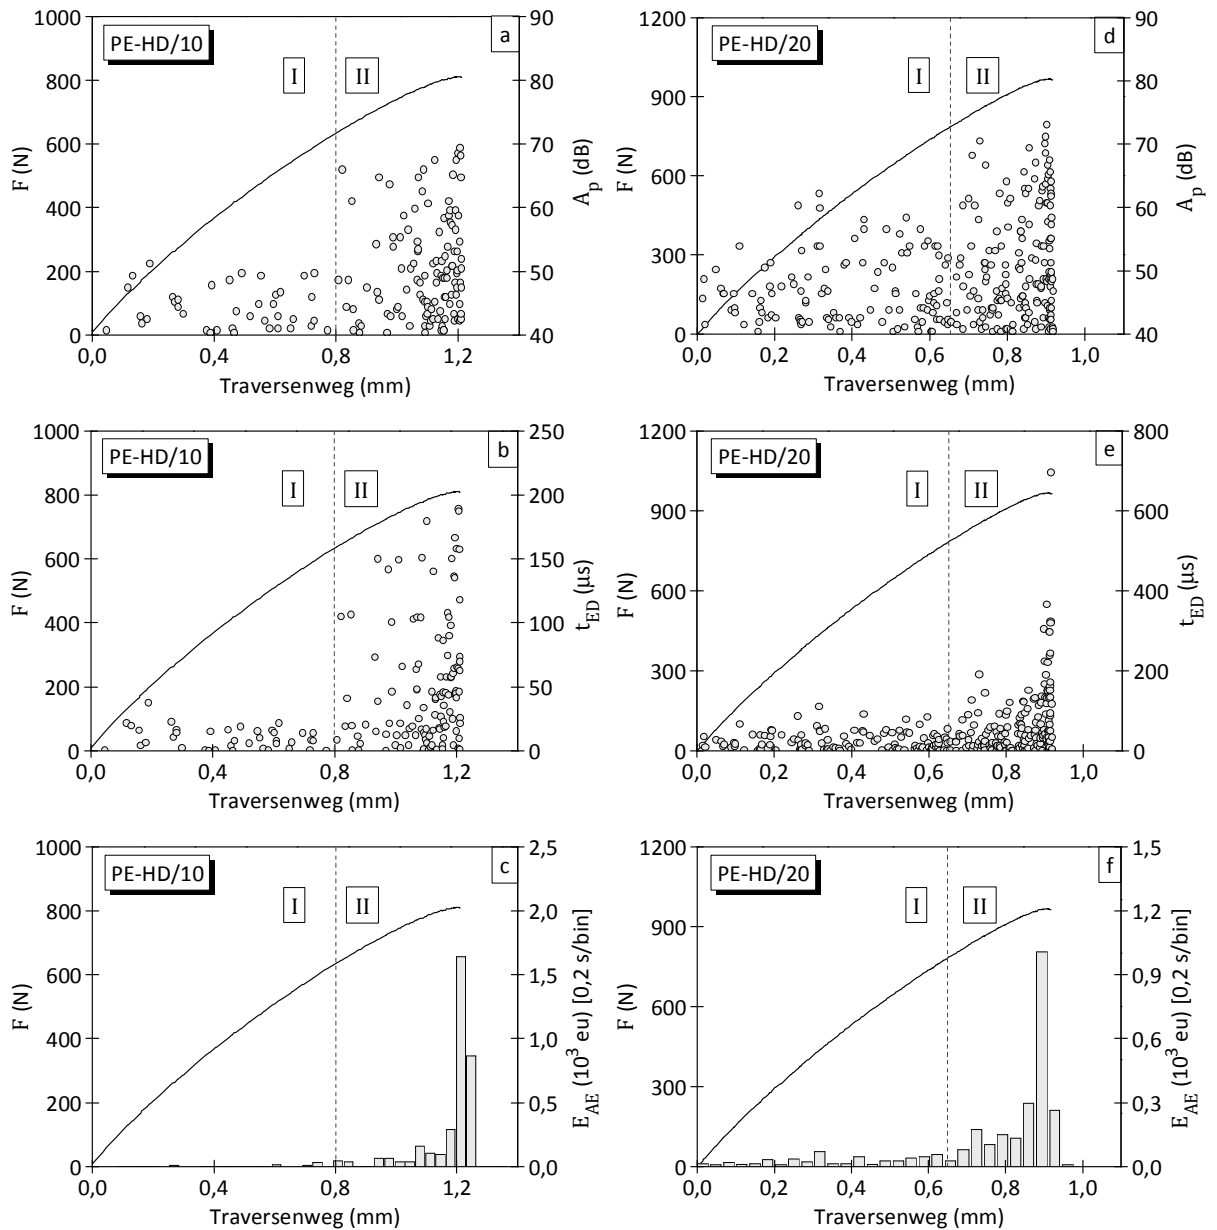 PE-HD/10
a
I
II
F (N)
1000
800
600
400
200
0
90
80
70
60
50
40
A_p (dB)
0,0
0,4
0,8
1,2
Traversenweg (mm)
PE-HD/20
d
I
II
F (N)
1200
900
600
300
0
90
80
70
60
50
40
A_p (dB)
0,0
0,2
0,4
0,6
0,8
1,0
Traversenweg (mm)
PE-HD/10
b
I
II
F (N)
1000
800
600
400
200
0
250
200
150
100
50
0
t_ED (µs)
0,0
0,4
0,8
1,2
Traversenweg (mm)
PE-HD/20
e
I
II
F (N)
1200
900
600
300
0
800
600
400
200
0
t_ED (µs)
0,0
0,2
0,4
0,6
0,8
1,0
Traversenweg (mm)
PE-HD/10
c
I
II
F (N)
1000
800
600
400
200
0
2,5
2,0
1,5
1,0
0,5
0,0
E_AE (10³ eu) [0,2 s/bin]
0,0
0,4
0,8
1,2
Traversenweg (mm)
PE-HD/20
f
I
II
F (N)
1200
900
600
300
0
1,5
1,2
0,9
0,6
0,3
0,0
E_AE (10³ eu) [0,2 s/bin]
0,0
0,2
0,4
0,6
0,8
1,0
Traversenweg (mm)